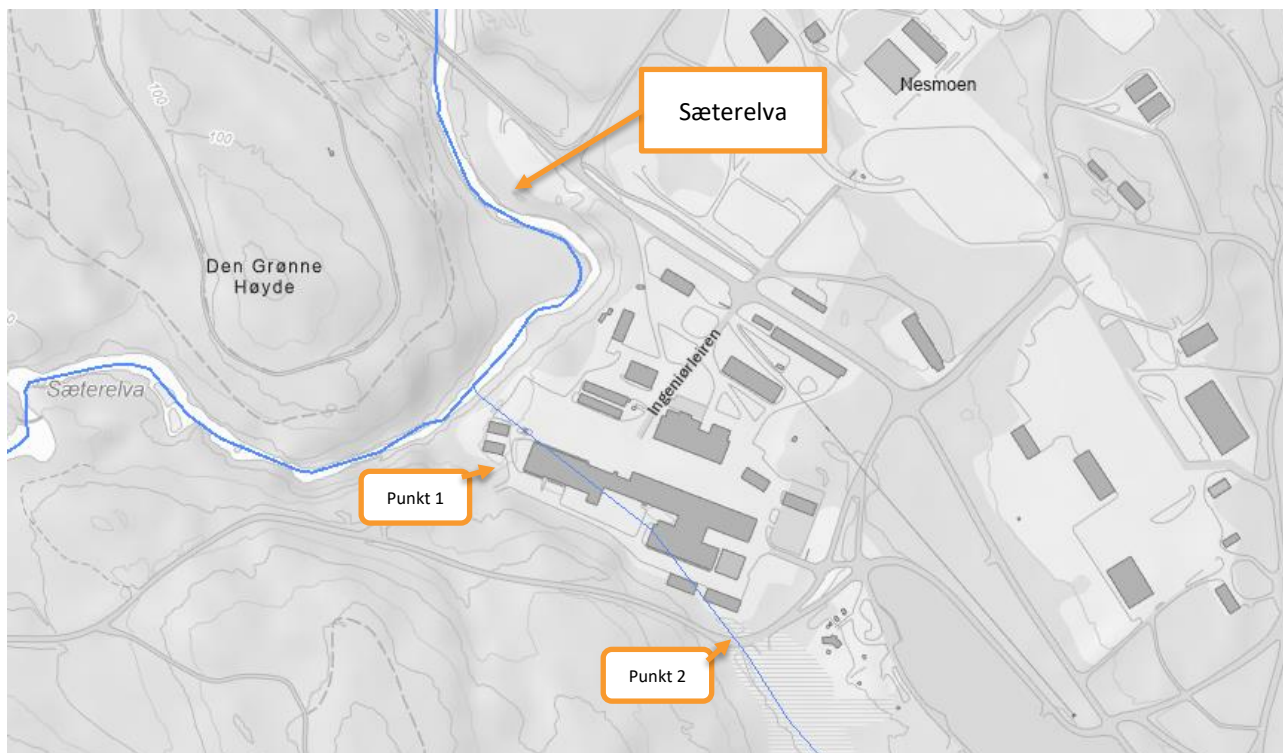 Sæterelva
Nesmoen
100
100
Den Grønne
Høyde
Ingeniørleiren
Sæterelva
Punkt 1
Punkt 2